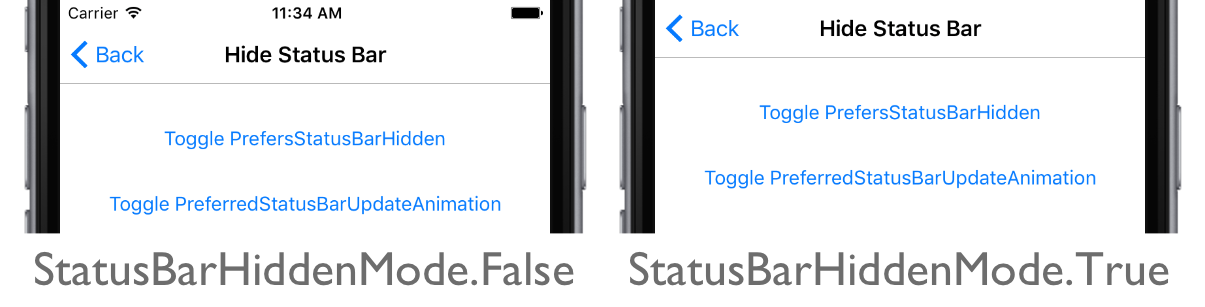 Carrier 11:34 AM
Back Hide Status Bar
Toggle PrefersStatusBarHidden
Toggle PreferredStatusBarUpdateAnimation
StatusBarHiddenMode.False
Back Hide Status Bar
Toggle PrefersStatusBarHidden
Toggle PreferredStatusBarUpdateAnimation
StatusBarHiddenMode.True